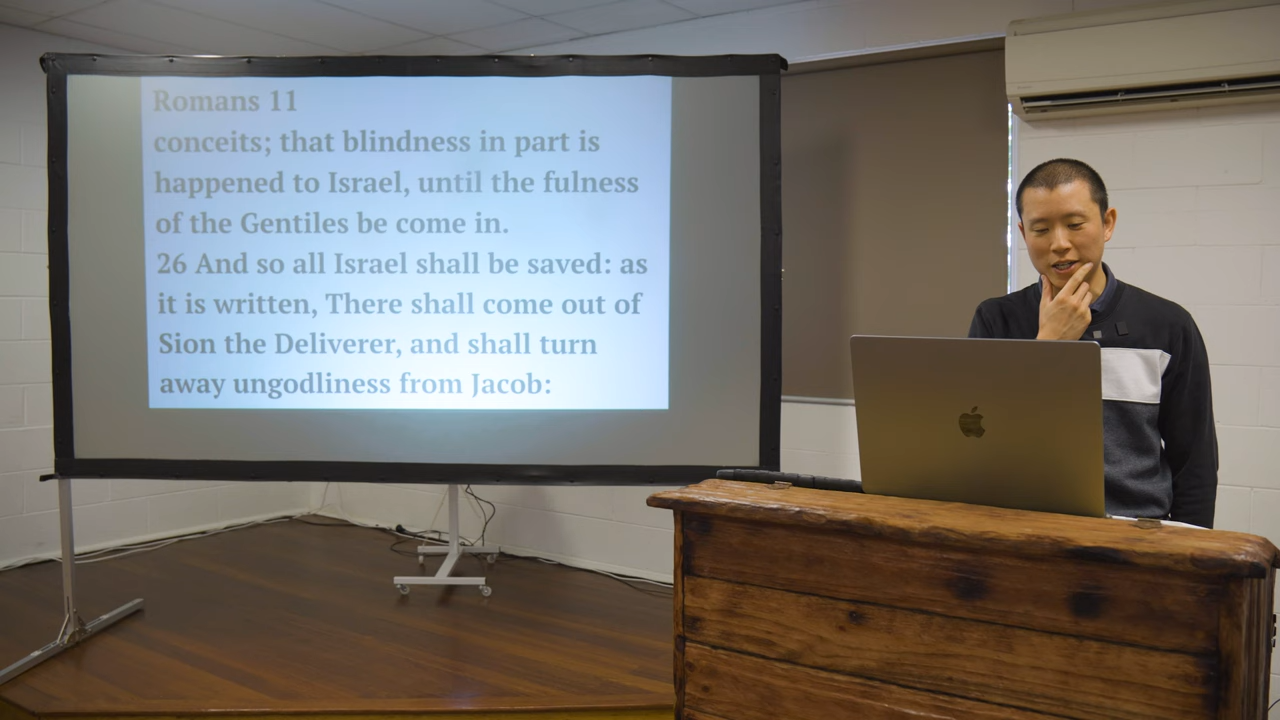 Romans 11
conceits; that blindness in part is
happened to Israel, until the fulness
of the Gentiles be come in.
26 And so all Israel shall be saved: as
it is written, There shall come out of
Sion the Deliverer, and shall turn
away ungodliness from Jacob: